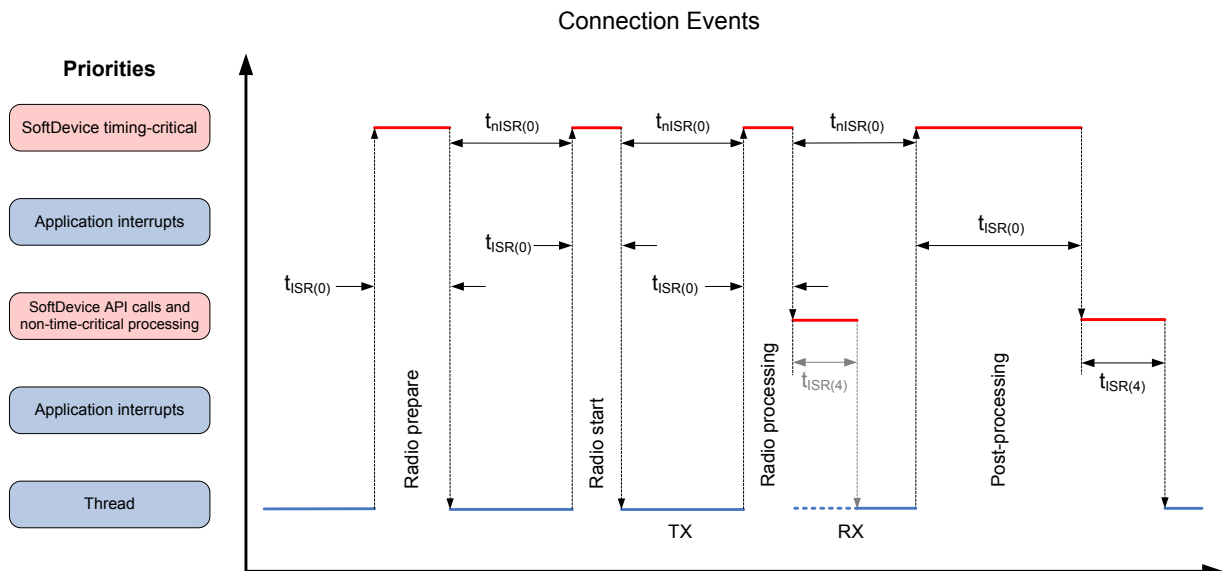 Connection Events
Priorities
SoftDevice timing-critical
Application interrupts
SoftDevice API calls and
non-time-critical processing
Application interrupts
Thread
tnISR(0)
tnISR(0)
tnISR(0)
tISR(0)
tISR(0)
tISR(0)
tISR(0)
tISR(4)
tISR(4)
Radio prepare
Radio start
Radio processing
Post-processing
TX
RX